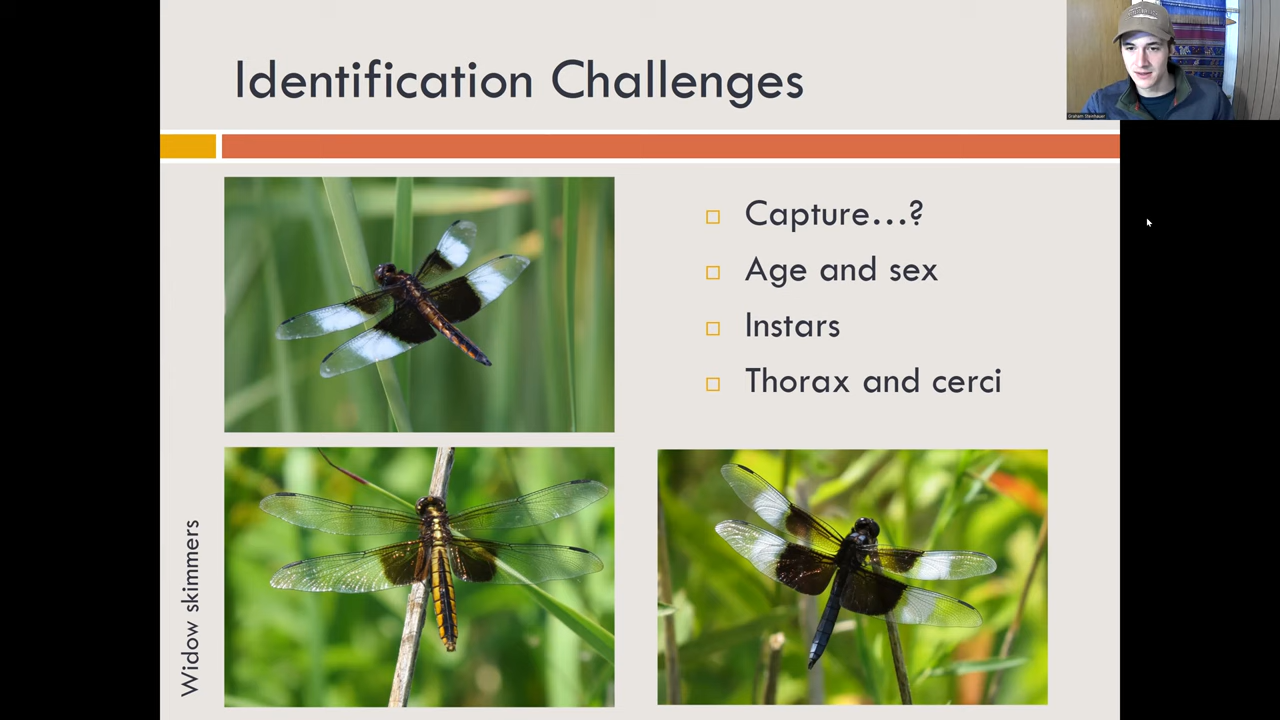 Identification Challenges
Capture...?
Age and sex
Instars
Thorax and cerci
Widow skimmers